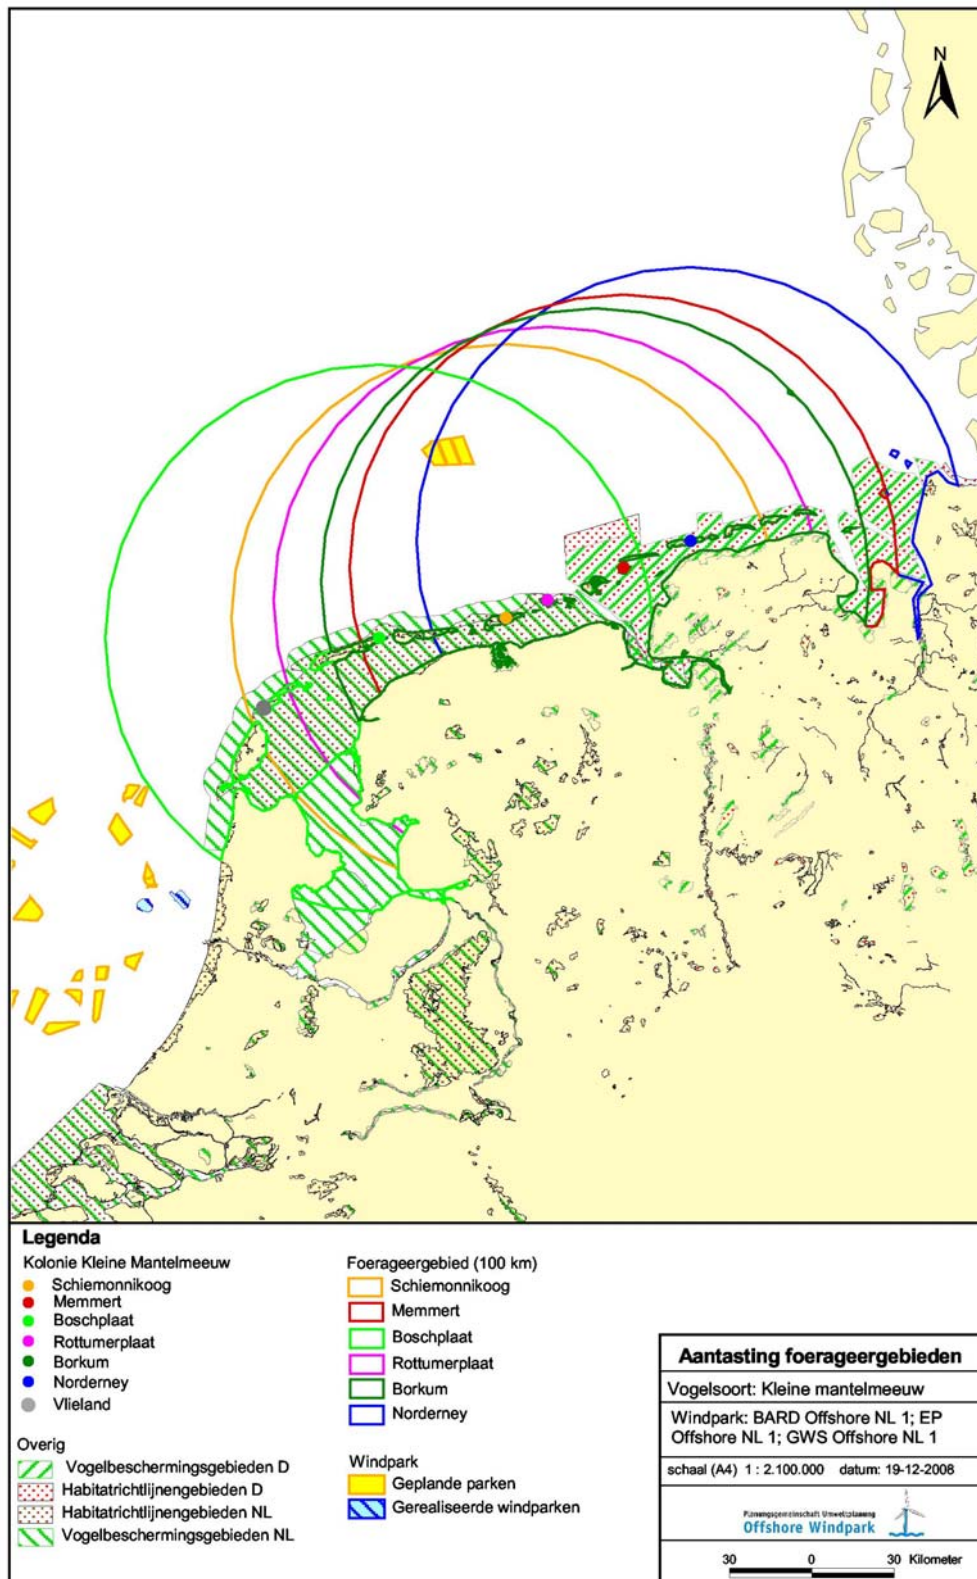 N
Legenda
Kolonie Kleine Mantelmeeuw
Schiemonnikoog
Memmert
Boschplaat
Rottumerplaat
Borkum
Norderney
Vlieland
Overig
Vogelbeschermingsgebieden D
Habitatrichtlijnengebieden D
Habitatrichtlijnengebieden NL
Vogelbeschermingsgebieden NL
Foerageergebied (100 km)
Schiemonnikoog
Memmert
Boschplaat
Rottumerplaat
Borkum
Norderney
Windpark
Geplande parken
Gerealiseerde windparken
Aantasting foerageergebieden
Vogelsoort: Kleine mantelmeeuw
Windpark: BARD Offshore NL 1; EP
Offshore NL 1; GWS Offshore NL 1
schaal (A4) 1 : 2.100.000 datum: 19-12-2008
Planungsgemeinschaft Umweltplanung
Offshore Windpark
30 0 30 Kilometer